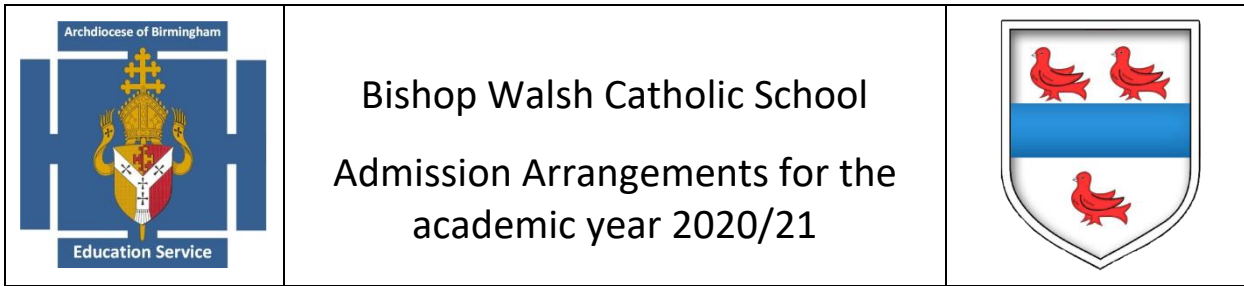 Archdiocese of Birmingham
Education Service
Bishop Walsh Catholic School
Admission Arrangements for the
academic year 2020/21